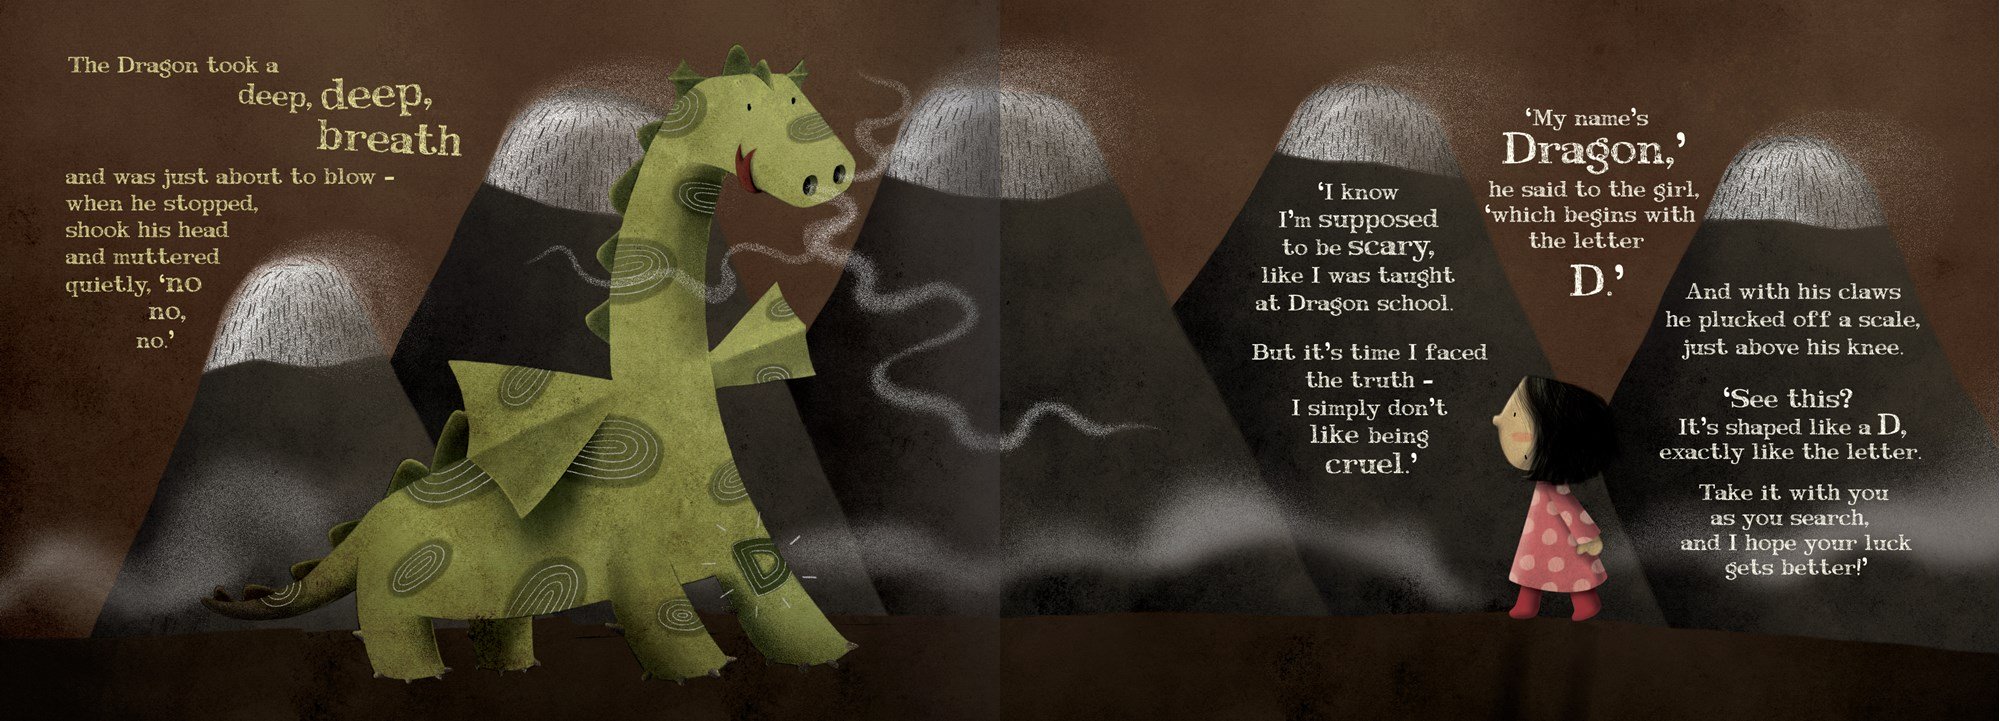 The Dragon took a
deep, deep,
breath
and was just about to blow -
when he stopped,
shook his head
and muttered
quietly, ‘no
no,
no.’
‘I know
I’m supposed
to be scary,
like I was taught
at Dragon school.
But it’s time I faced
the truth -
I simply don’t
like being
cruel.’
‘My name’s
Dragon,’
he said to the girl,
‘which begins with
the letter
D.’
And with his claws
he plucked off a scale,
just above his knee.
‘See this?
It’s shaped like a D,
exactly like the letter.
Take it with you
as you search,
and I hope your luck
gets better!’
D